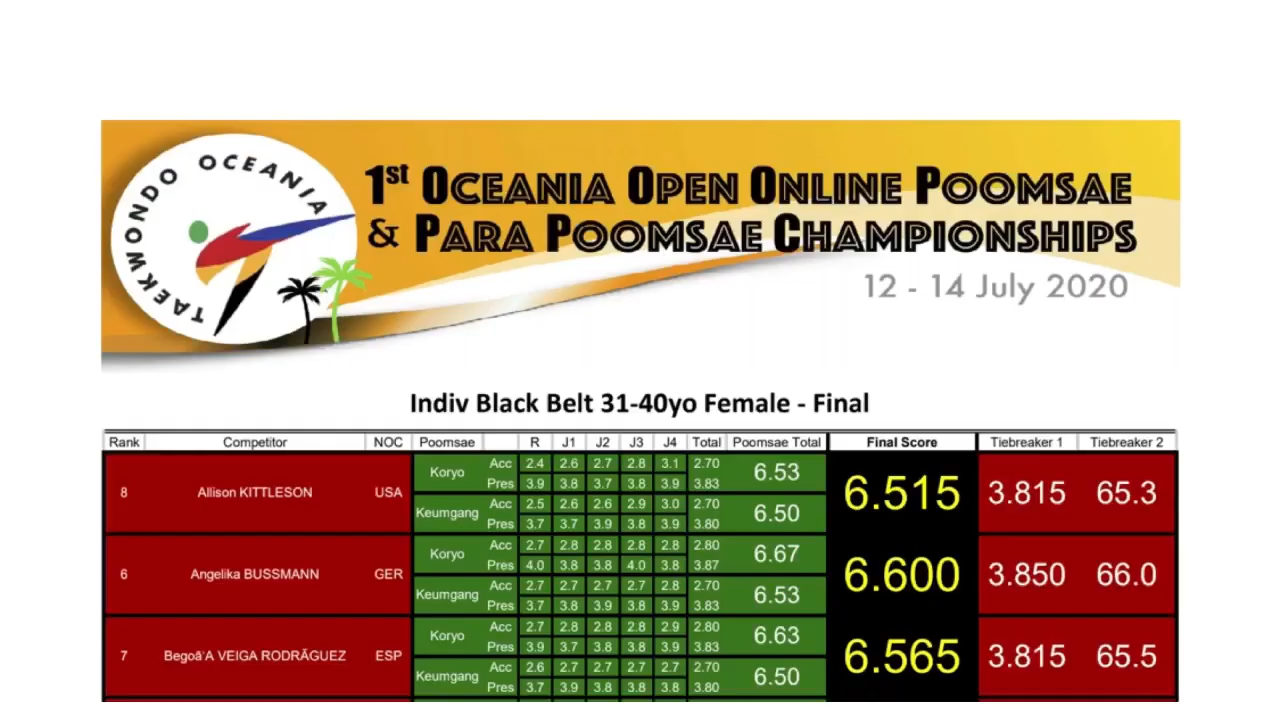 TAEKWONDO OCEANIA
1st OCEANIA OPEN ONLINE POOMSAE
& PARA POOMSAE CHAMPIONSHIPS
12 - 14 July 2020
Indiv Black Belt 31-40yo Female - Final
Rank Competitor NOC Poomsae R J1 J2 J3 J4 Total Poomsae Total Final Score Tiebreaker 1 Tiebreaker 2
8 Allison KITTLESON USA Koryo Acc 2.4 2.6 2.7 2.8 3.1 2.70 6.53 6.515 3.815 65.3
Pres 3.9 3.8 3.7 3.8 3.9 3.83
Keumgang Acc 2.5 2.6 2.6 2.9 3.0 2.70 6.50
Pres 3.7 3.7 3.9 3.8 3.9 3.80
6 Angelika BUSSMANN GER Koryo Acc 2.7 2.8 2.8 2.8 2.8 2.80 6.67 6.600 3.850 66.0
Pres 4.0 3.8 3.8 4.0 3.8 3.87
Keumgang Acc 2.7 2.7 2.7 2.7 2.8 2.70 6.53
Pres 3.7 3.8 3.9 3.8 3.9 3.83
7 Begoã'A VEIGA RODRÃGUEZ ESP Koryo Acc 2.7 2.8 2.8 2.8 2.9 2.80 6.63 6.565 3.815 65.5
Pres 3.9 3.7 3.8 3.8 3.9 3.83
Keumgang Acc 2.6 2.7 2.7 2.7 2.7 2.70 6.50
Pres 3.7 3.9 3.8 3.8 3.8 3.80